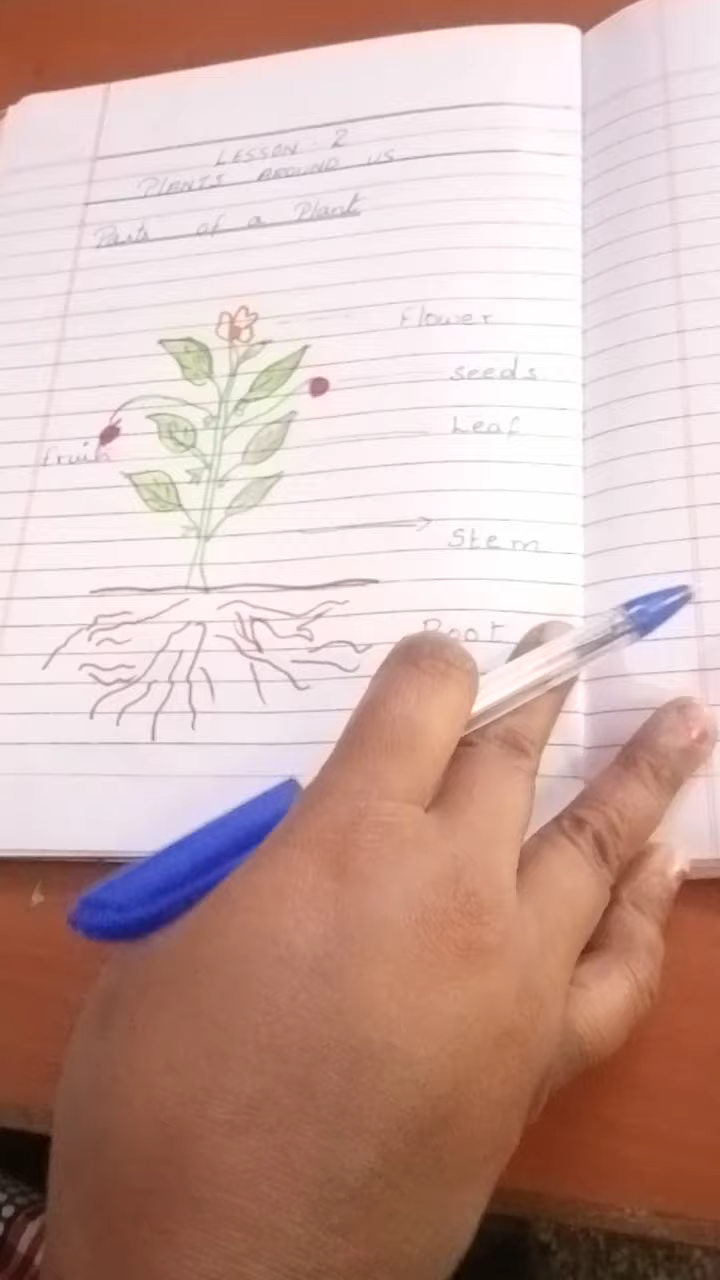 LESSON 2
PLANTS AROUND US
Parts of a Plant
Flower
seeds
Leaf
Fruit
Stem
Root